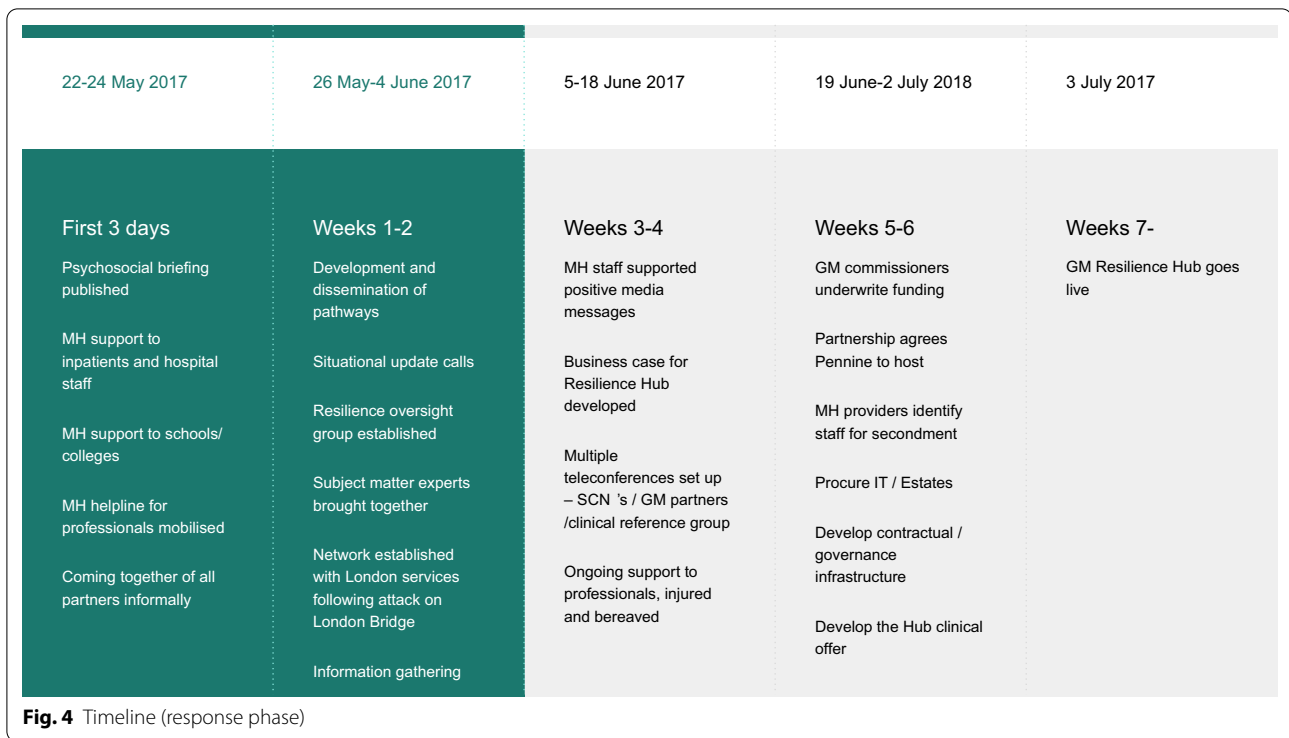 22-24 May 2017
26 May-4 June 2017
5-18 June 2017
19 June-2 July 2018
3 July 2017
First 3 days
Psychosocial briefing
published
MH support to
inpatients and hospital
staff
MH support to schools/
colleges
MH helpline for
professionals mobilised
Coming together of all
partners informally
Weeks 1-2
Development and
dissemination of
pathways
Situational update calls
Resilience oversight
group established
Subject matter experts
brought together
Network established
with London services
following attack on
London Bridge
Information gathering
Weeks 3-4
MH staff supported
positive media
messages
Business case for
Resilience Hub
developed
Multiple
teleconferences set up
– SCN 's / GM partners
/clinical reference group
Ongoing support to
professionals, injured
and bereaved
Weeks 5-6
GM commissioners
underwrite funding
Partnership agrees
Pennine to host
MH providers identify
staff for secondment
Procure IT / Estates
Develop contractual /
governance
infrastructure
Develop the Hub clinical
offer
Weeks 7-
GM Resilience Hub goes
live
Fig. 4 Timeline (response phase)